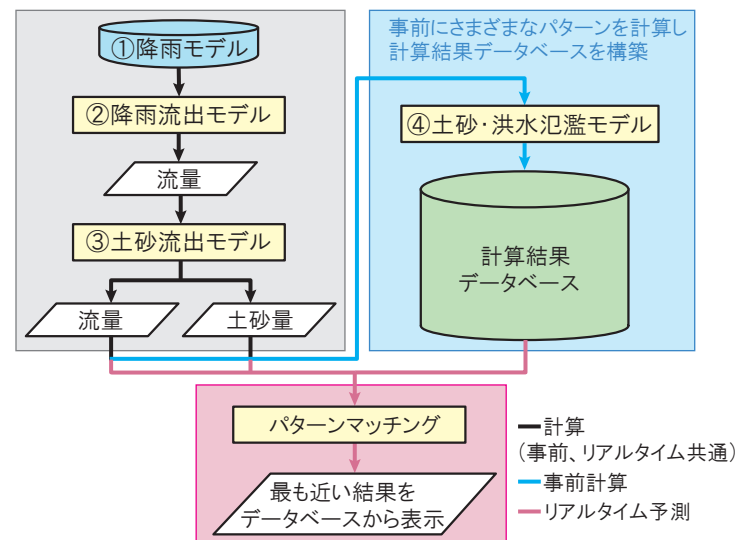 ①降雨モデル
②降雨流出モデル
流量
③土砂流出モデル
流量
土砂量
事前にさまざまなパターンを計算し
計算結果データベースを構築
④土砂・洪水氾濫モデル
計算結果
データベース
パターンマッチング
最も近い結果を
データベースから表示
計算
(事前、リアルタイム共通)
事前計算
リアルタイム予測